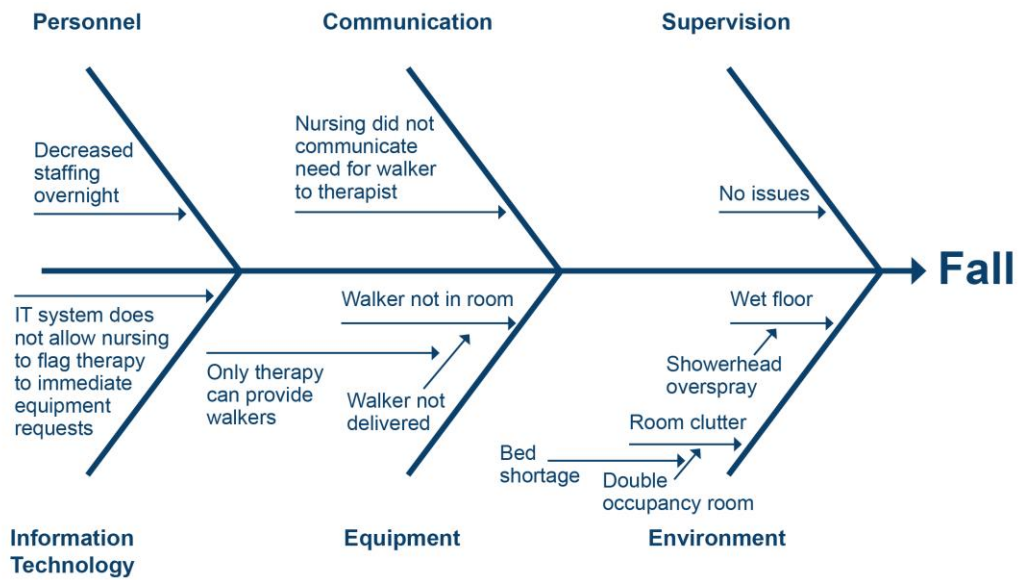 Personnel
Communication
Supervision
Decreased
staffing
overnight
Nursing did not
communicate
need for walker
to therapist
No issues
Fall
IT system does
not allow nursing
to flag therapy
to immediate
equipment
requests
Walker not in room
Only therapy
can provide
walkers
Walker not
delivered
Wet floor
Showerhead
overspray
Room clutter
Bed
shortage
Double
occupancy room
Information
Technology
Equipment
Environment